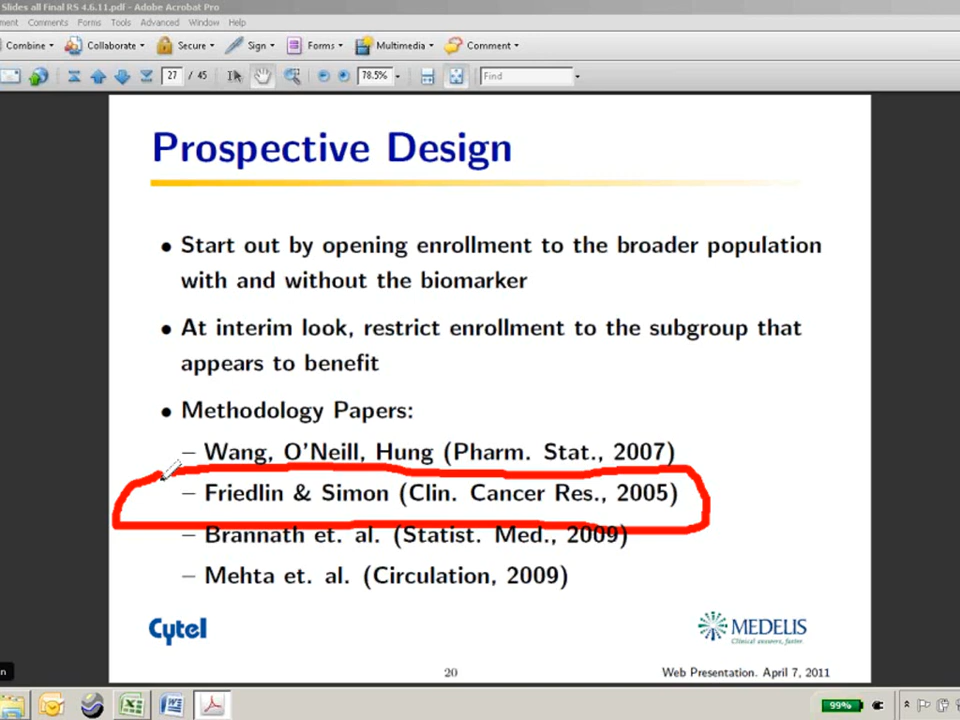 Slides all Final RS 4.6.11.pdf - Adobe Acrobat Pro
ment Comments Forms Tools Advanced Window Help
Combine Collaborate Secure Sign Forms Multimedia Comment
27 / 45 78.5% Find
Prospective Design
• Start out by opening enrollment to the broader population
with and without the biomarker
• At interim look, restrict enrollment to the subgroup that
appears to benefit
• Methodology Papers:
– Wang, O'Neill, Hung (Pharm. Stat., 2007)
– Friedlin & Simon (Clin. Cancer Res., 2005)
– Brannath et. al. (Statist. Med., 2009)
– Mehta et. al. (Circulation, 2009)
Cytel
MEDELIS
Clinical answers, faster.
20
Web Presentation. April 7, 2011
99%